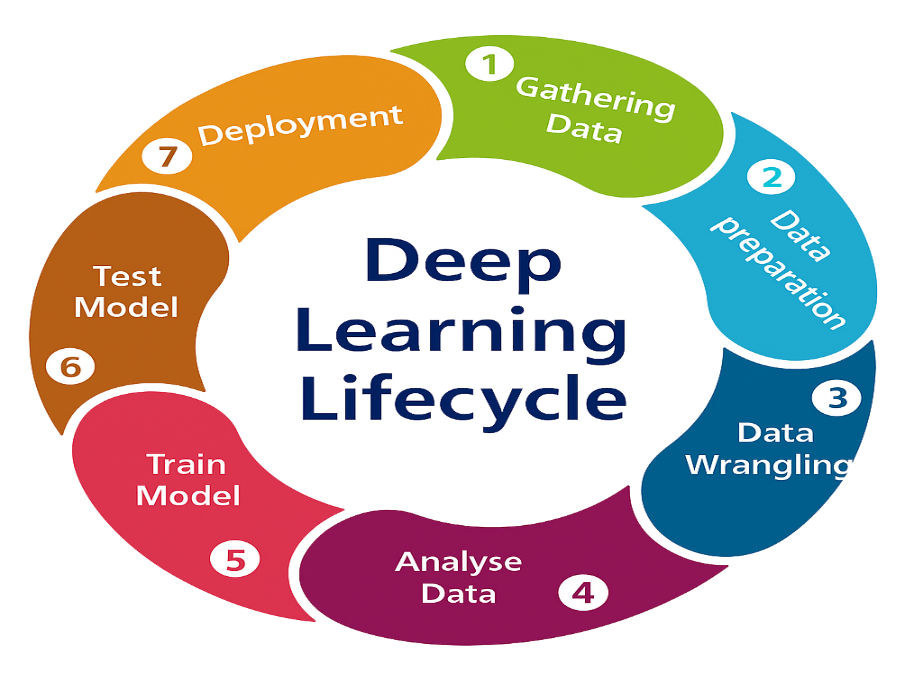 Deep
Learning
Lifecycle
1
Gathering
Data
2
Data
preparation
3
Data
Wrangling
Analyse
Data
4
Train
Model
5
Test
Model
6
7
Deployment